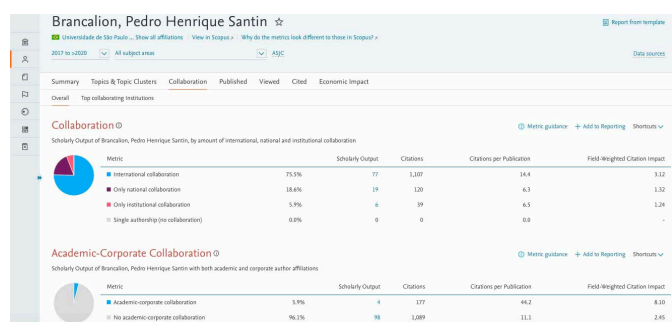 Brancalion, Pedro Henrique Santin
Report from template
Universidade de São Paulo ... Show all affiliations | View in Scopus | Why do the metrics look different to those in Scopus?
2017 to >2020 All subject areas ASJC Data sources
Summary Topics & Topic Clusters Collaboration Published Viewed Cited Economic Impact
Overall Top collaborating Institutions
Collaboration
Metric guidance + Add to Reporting Shortcuts
Scholarly Output of Brancalion, Pedro Henrique Santin, by amount of international, national and institutional collaboration
Metric Scholarly Output Citations Citations per Publication Field-Weighted Citation Impact
International collaboration 75.5% 77 1,107 14.4 3.12
Only national collaboration 18.6% 19 120 6.3 1.32
Only institutional collaboration 5.9% 6 39 6.5 1.24
Single authorship (no collaboration) 0.0% 0 0 0.0 -
Academic-Corporate Collaboration
Metric guidance + Add to Reporting Shortcuts
Scholarly Output of Brancalion, Pedro Henrique Santin with both academic and corporate author affiliations
Metric Scholarly Output Citations Citations per Publication Field-Weighted Citation Impact
Academic-corporate collaboration 3.9% 4 177 44.2 8.10
No academic-corporate collaboration 96.1% 98 1,089 11.1 2.45